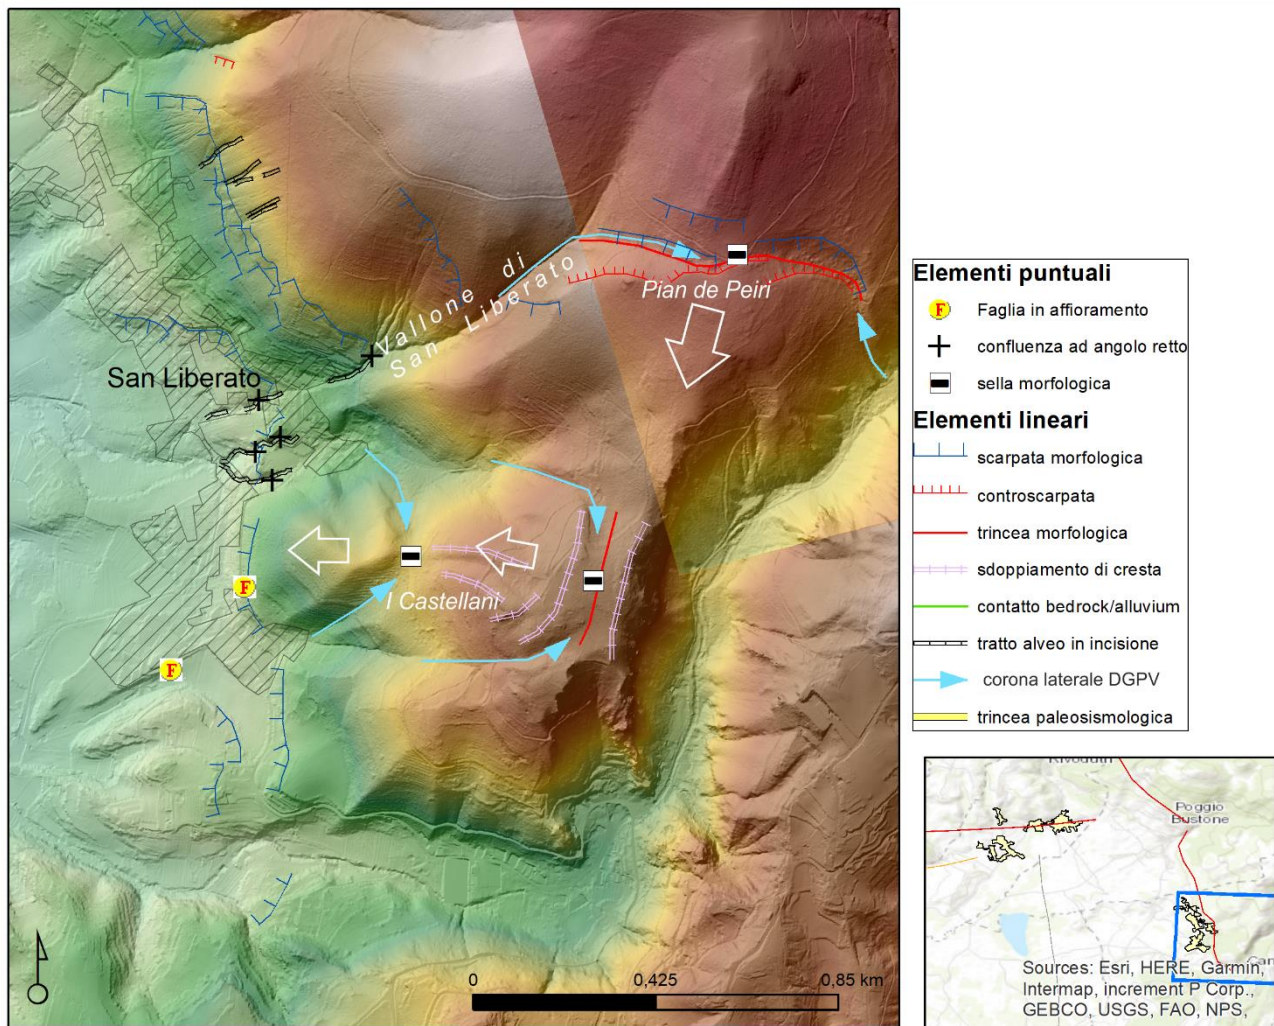 Vallone di
San Liberato
Pian de Peiri
San Liberato
I Castellani
F
F
0
0,425
0,85 km
Elementi puntuali
F
Faglia in affioramento
confluenza ad angolo retto
sella morfologica
Elementi lineari
scarpata morfologica
controscarpata
trincea morfologica
sdoppiamento di cresta
contatto bedrock/alluvium
tratto alveo in incisione
corona laterale DGPV
trincea paleosismologica
Poggio
Bustone
Sources: Esri, HERE, Garmin,
Intermap, increment P Corp.,
GEBCO, USGS, FAO, NPS,